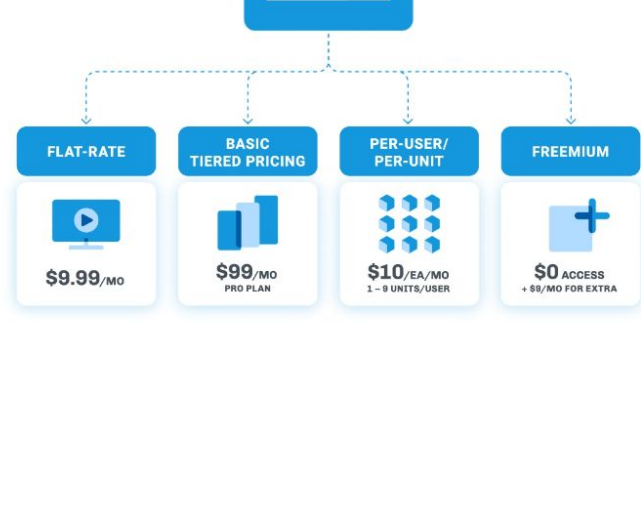 FLAT-RATE
BASIC
TIERED PRICING
PER-USER/
PER-UNIT
FREEMIUM
$9.99/MO
$99/MO
PRO PLAN
$10/EA/MO
1 – 9 UNITS/USER
$0 ACCESS
+ $9/MO FOR EXTRA